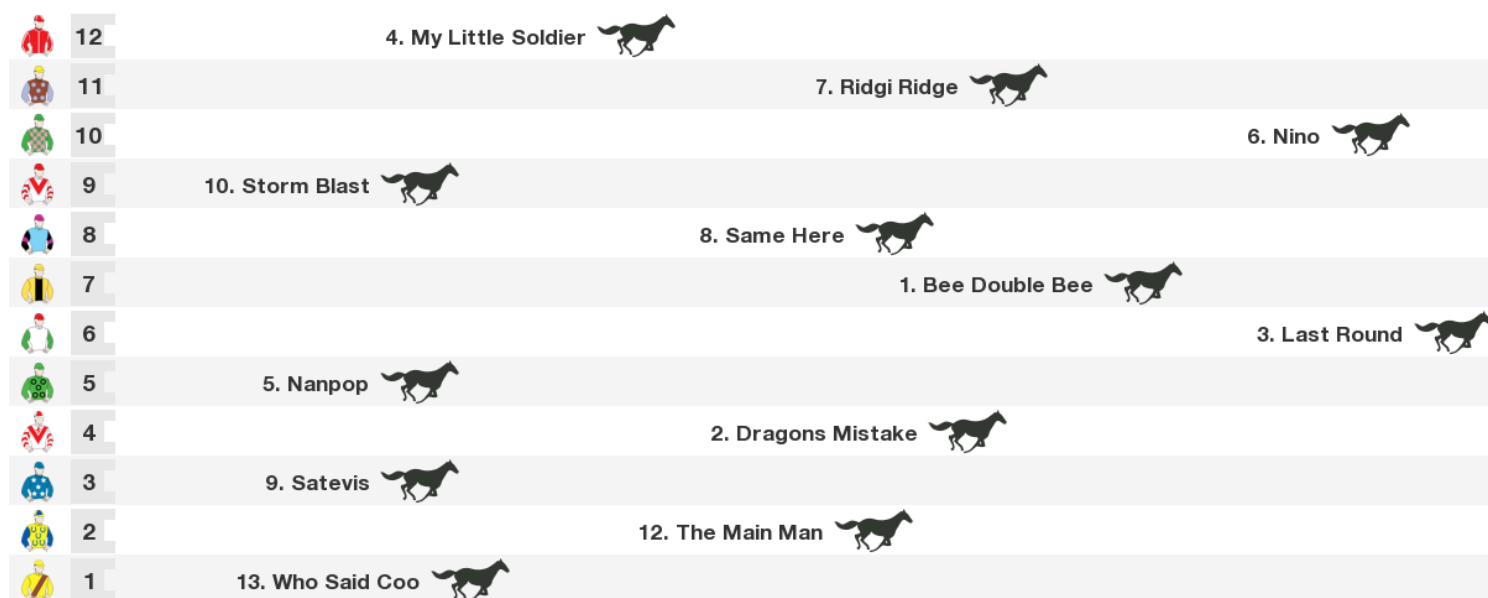 12 4. My Little Soldier
11 7. Ridgi Ridge
10 6. Nino
9 10. Storm Blast
8 8. Same Here
7 1. Bee Double Bee
6 3. Last Round
5 5. Nanpop
4 2. Dragons Mistake
3 9. Satevis
2 12. The Main Man
1 13. Who Said Coo